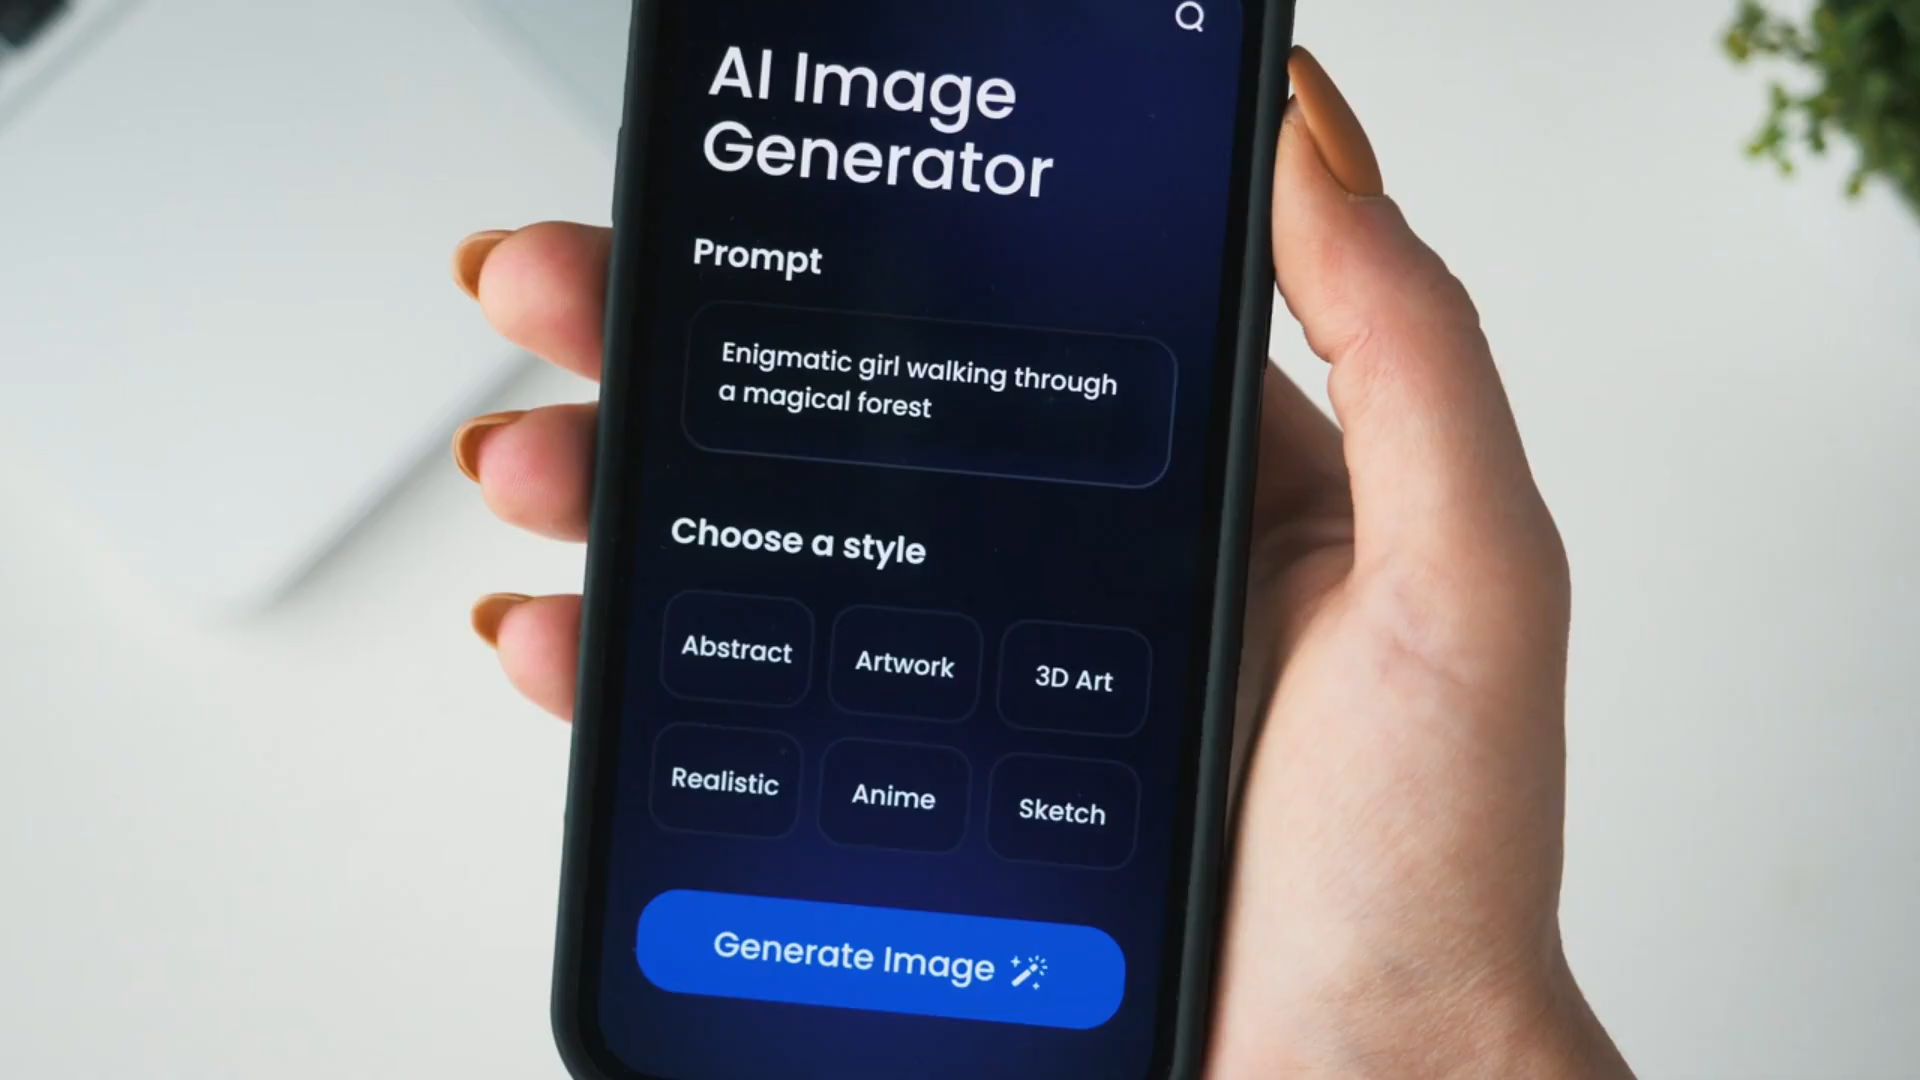 AI Image
Generator
Prompt
Enigmatic girl walking through
a magical forest
Choose a style
Abstract
Artwork
3D Art
Realistic
Anime
Sketch
Generate Image